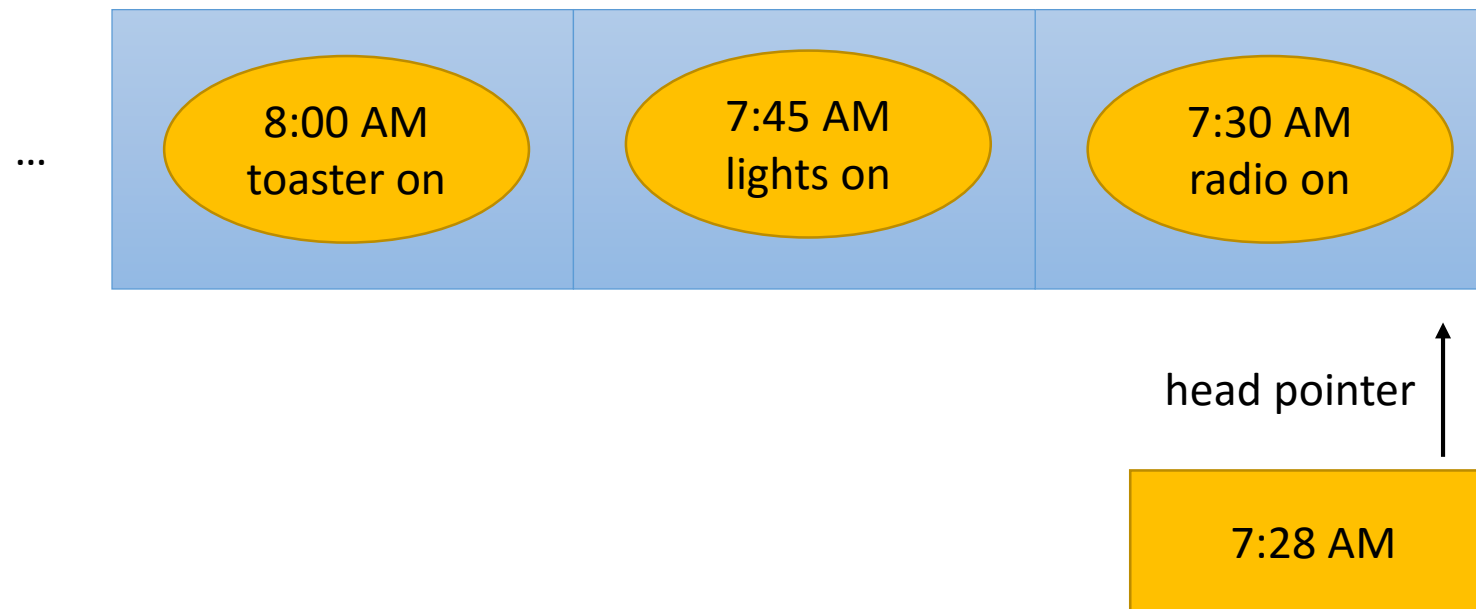 8:00 AM
toaster on
7:45 AM
lights on
7:30 AM
radio on
...
head pointer
7:28 AM